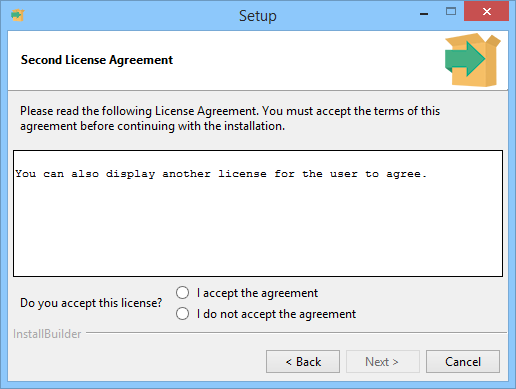 Setup
Second License Agreement
Please read the following License Agreement. You must accept the terms of this
agreement before continuing with the installation.
You can also display another license for the user to agree.
Do you accept this license?
I accept the agreement
I do not accept the agreement
InstallBuilder
< Back
Next >
Cancel